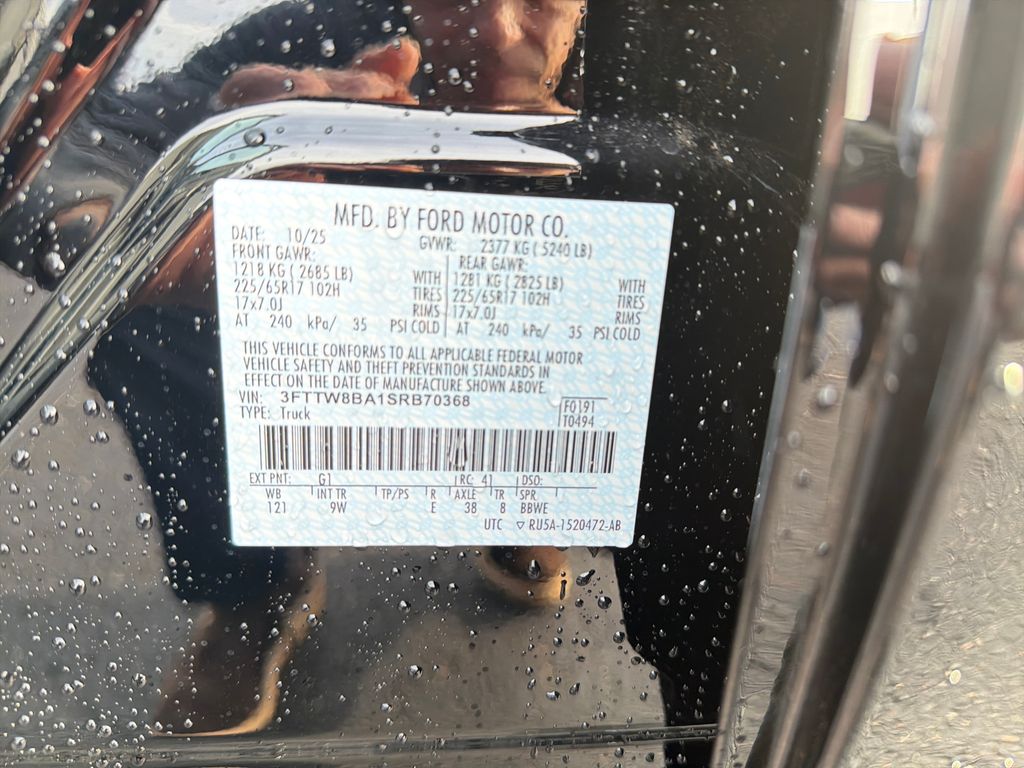 MFD. BY FORD MOTOR CO.
DATE: 10/25 GVWR: 2377 KG ( 5240 LB)
FRONT GAWR: REAR GAWR:
1218 KG ( 2685 LB) WITH 1281 KG ( 2825 LB) WITH
225/65R17 102H TIRES 225/65R17 102H TIRES
17x7.0J RIMS 17x7.0J RIMS
AT 240 kPa/ 35 PSI COLD AT 240 kPa/ 35 PSI COLD
THIS VEHICLE CONFORMS TO ALL APPLICABLE FEDERAL MOTOR
VEHICLE SAFETY AND THEFT PREVENTION STANDARDS IN
EFFECT ON THE DATE OF MANUFACTURE SHOWN ABOVE.
VIN: 3FTTW8BA1SRB70368 F0191
TYPE: Truck T0494
EXT PNT: G1 RC: 41 DSO:
WB INT TR TP/PS R AXLE TR SPR
121 9W E 38 8 BBWE
UTC ▽ RU5A-1520472-AB